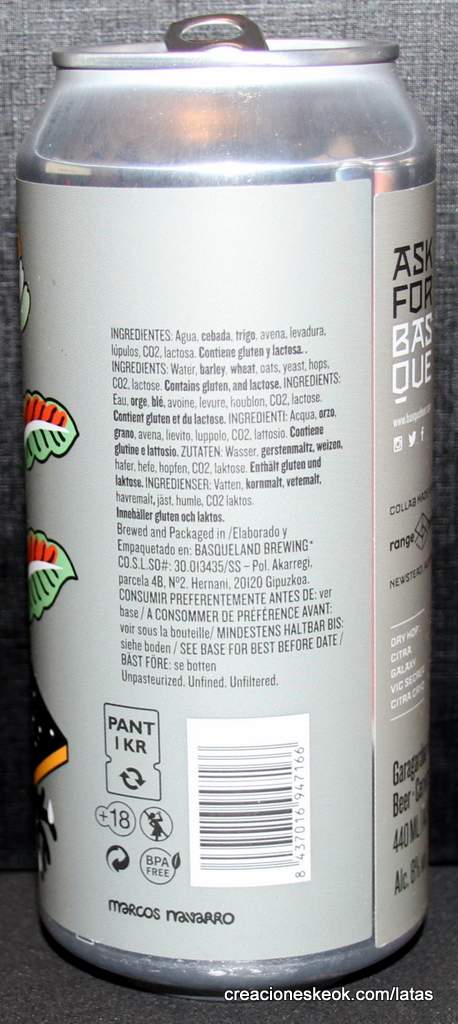 INGREDIENTES: Agua, cebada, trigo, avena, levadura,
lúpulos, CO2, lactosa. Contiene gluten y lactosa. .
INGREDIENTS: Water, barley, wheat, oats, yeast, hops,
CO2, lactose. Contains gluten, and lactose. INGREDIENTS:
Eau, orge, blé, avoine, levure, houblon, CO2, lactose.
Contient gluten et du lactose. INGREDIENTI: Acqua, orzo,
grano, avena, lievito, luppolo, CO2, lattosio. Contiene
glutine e lattosio. ZUTATEN: Wasser, gerstenmaltz, weizen,
hafer, hefe, hopfen, CO2, laktose. Enthält gluten und
laktose. INGREDIENSER: Vatten, kornmalt, vetemalt,
havremalt, jäst, humle, CO2 laktos.
Innehåller gluten och laktos.
Brewed and Packaged in /Elaborado y
Empaquetado en: BASQUELAND BREWING*
CO.S.L.SO#: 30.013435/SS – Pol. Akarregi,
parcela 4B, Nº2. Hernani, 20120 Gipuzkoa.
CONSUMIR PREFERENTEMENTE ANTES DE: ver
base / A CONSOMMER DE PRÉFÉRENCE AVANT:
voir sous la bouteille/ MINDESTENS HALTBAR BIS:
siehe boden / SEE BASE FOR BEST BEFORE DATE /
BÄST FÖRE: se botten
Unpasteurized. Unfined. Unfiltered.
PANT
1 KR
+18
BPA
FREE
8 437016 947166
marcos navarro
ASK
FOR
BAS
QUE
COLLAB MADE
range
NEWSTEAD
DRY HOP:
CITRA
GALAXY
VIC SECRET
CITRA CRYO
Beer
440 ML
Alc. 8%
creacioneskeok.com/latas